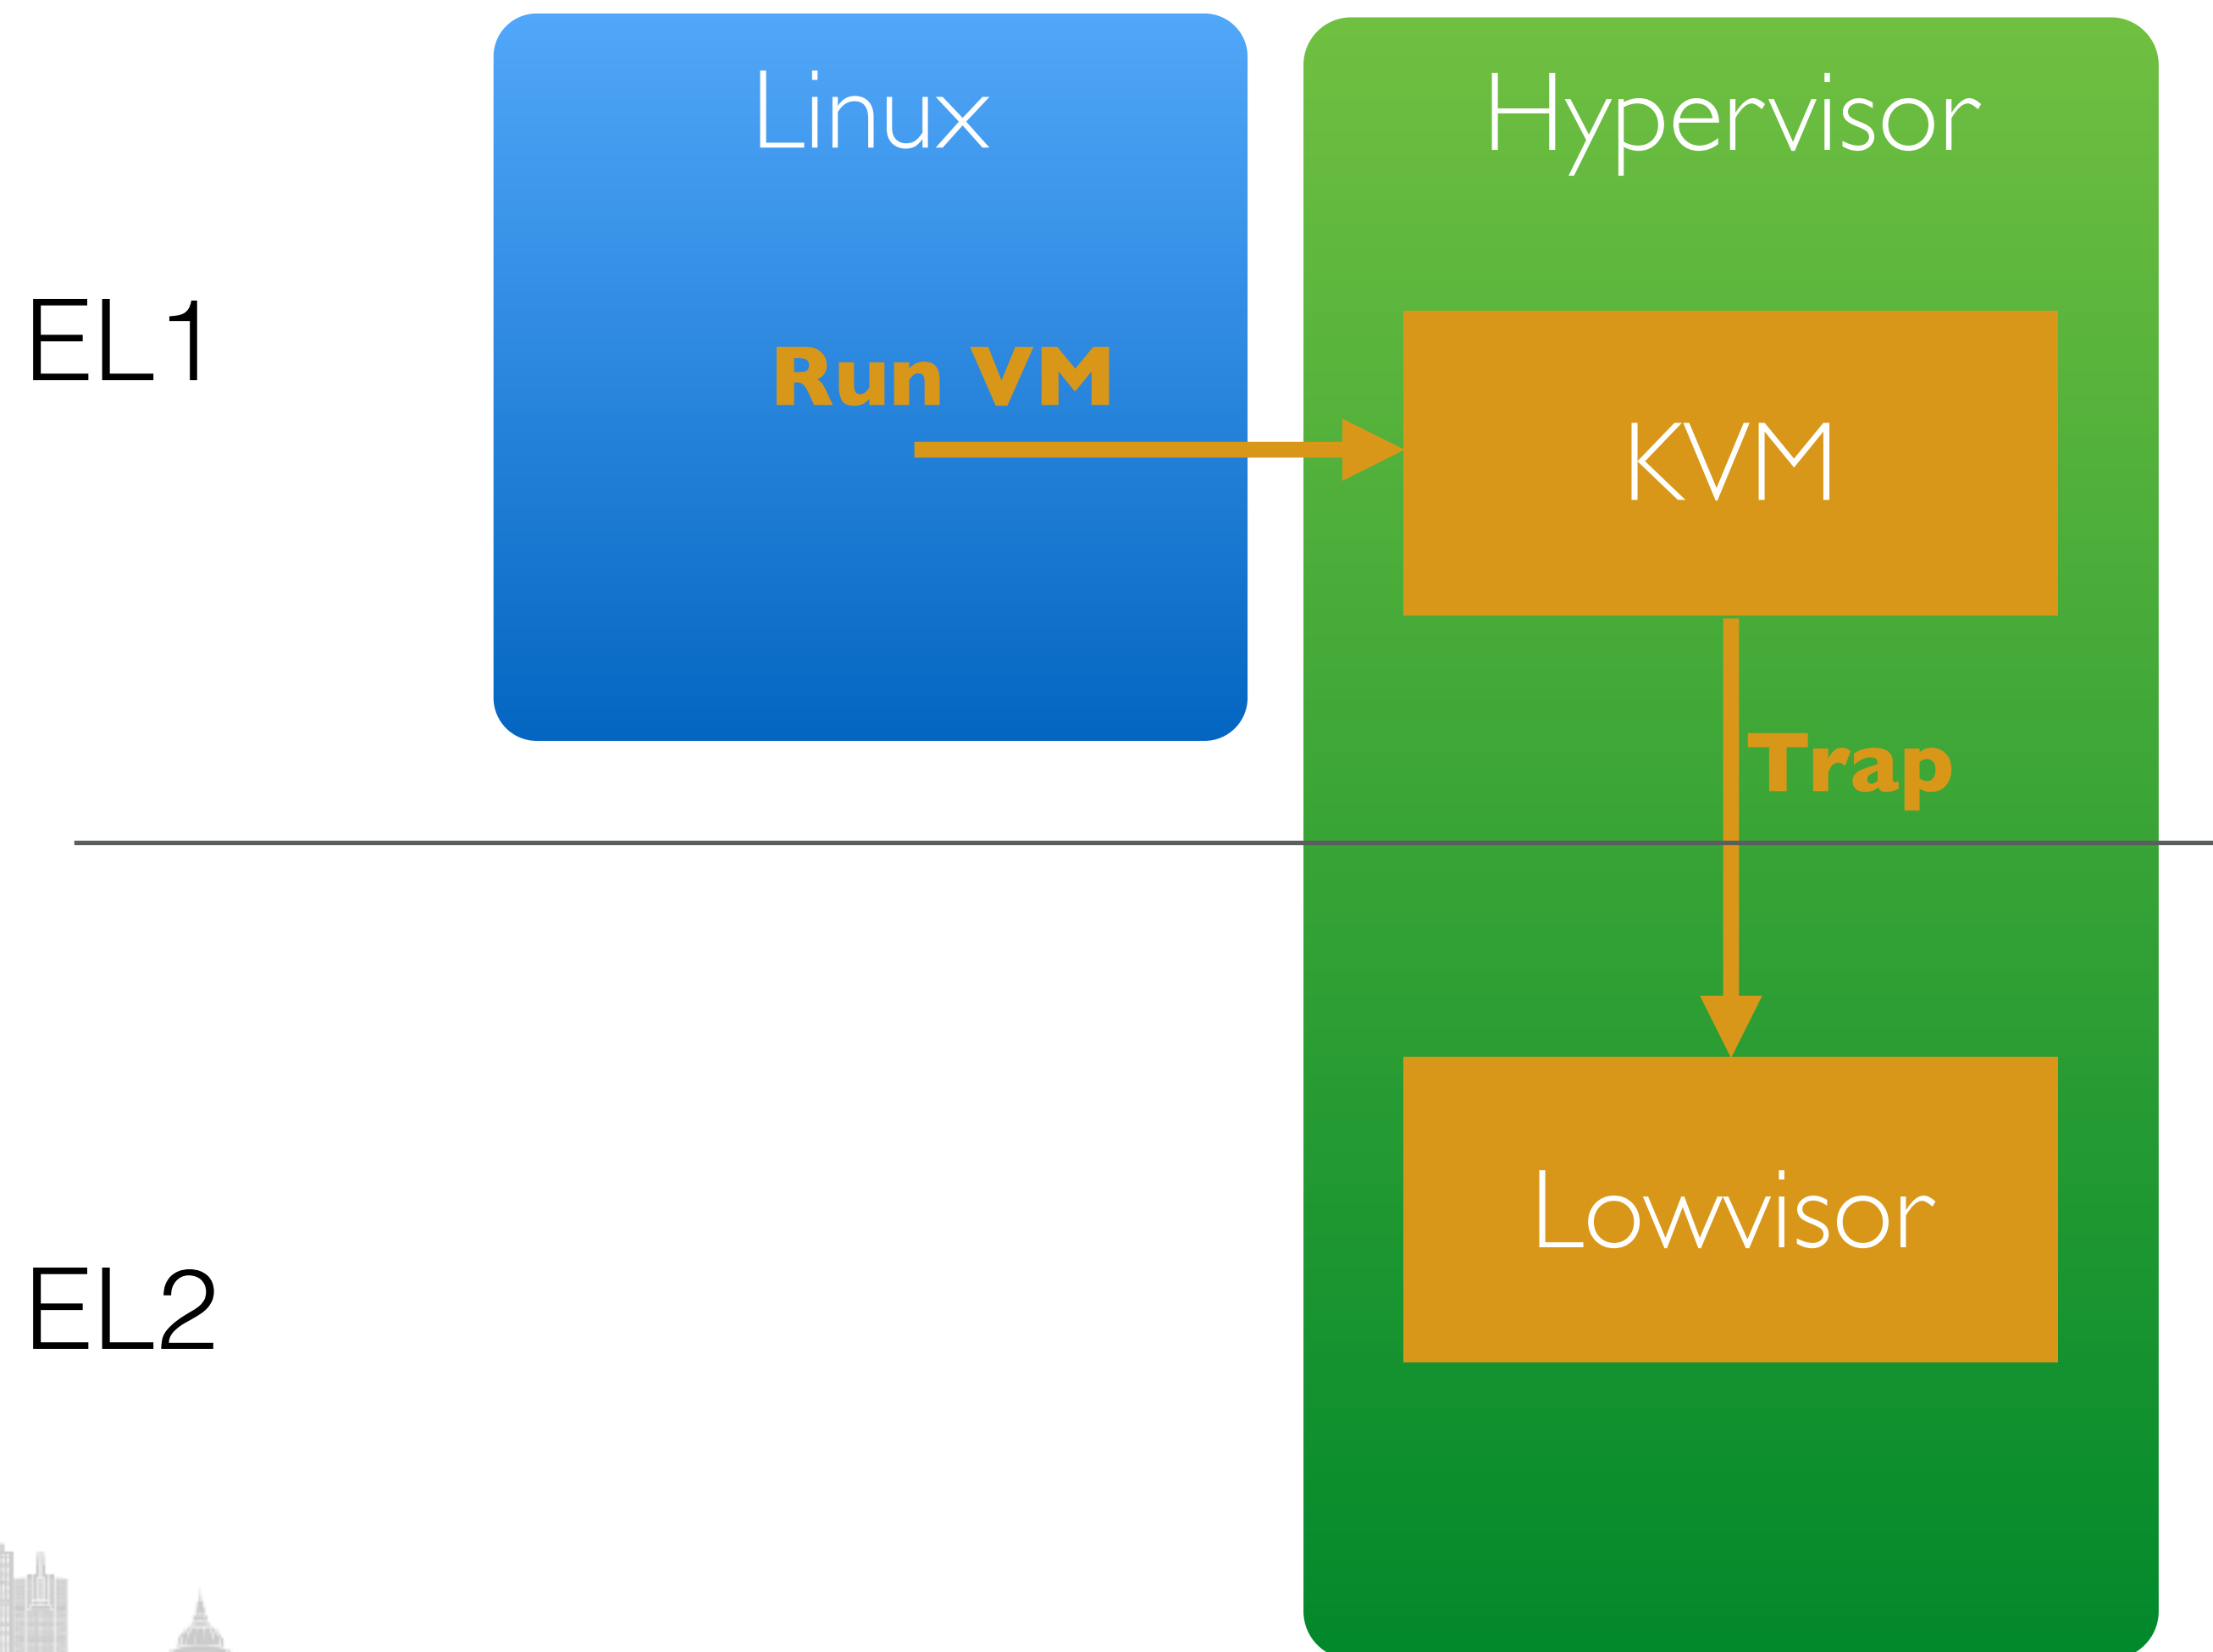 Linux
Hypervisor
EL1
Run VM
KVM
Trap
Lowvisor
EL2